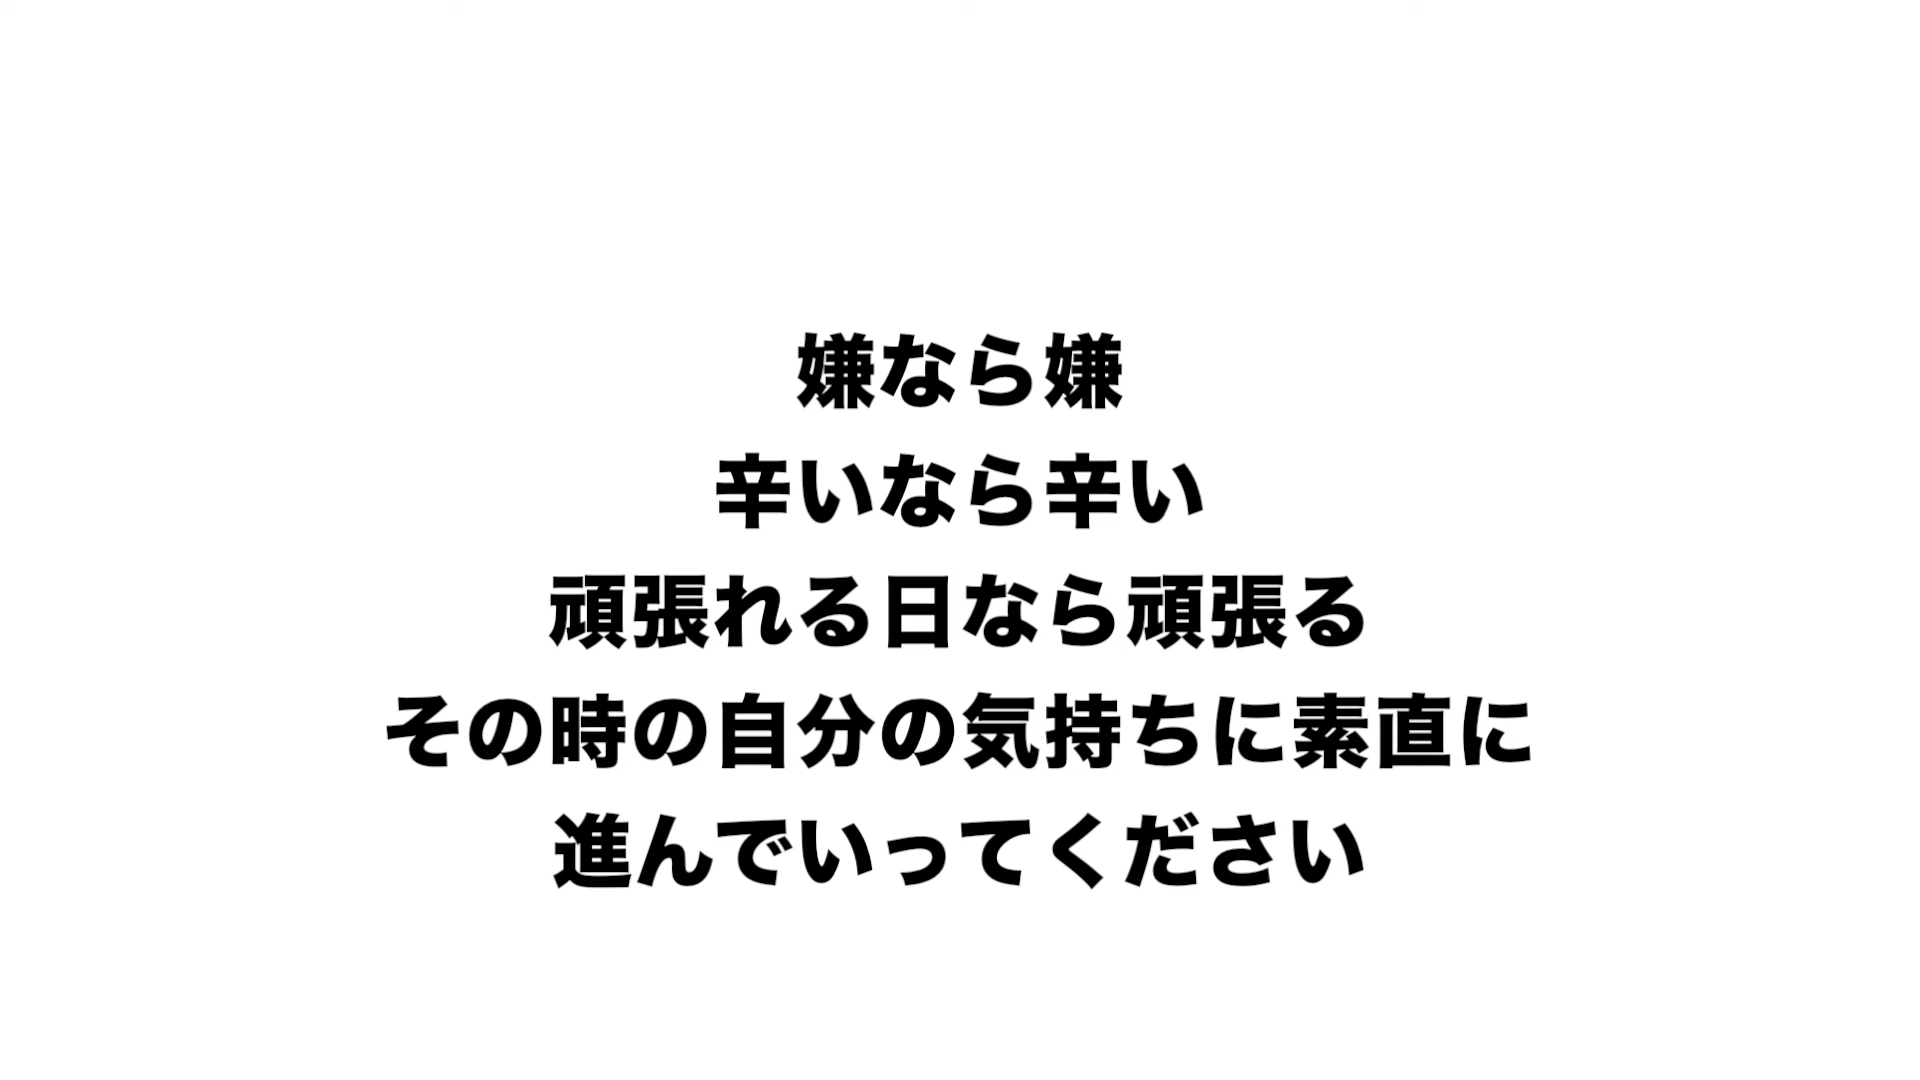 嫌なら嫌
辛いなら辛い
頑張れる日なら頑張る
その時の自分の気持ちに素直に
進んでいってください